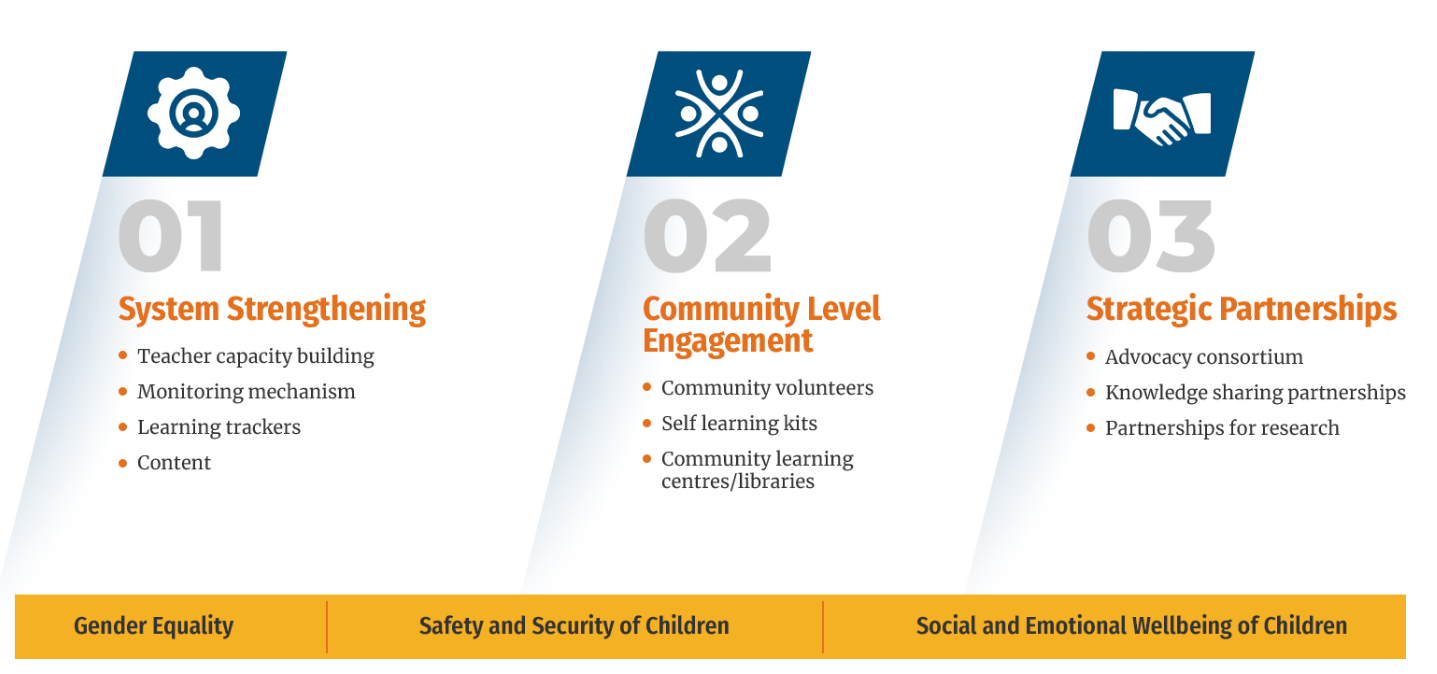 01
System Strengthening
Teacher capacity building
Monitoring mechanism
Learning trackers
Content
02
Community Level
Engagement
Community volunteers
Self learning kits
Community learning
centres/libraries
03
Strategic Partnerships
Advocacy consortium
Knowledge sharing partnerships
Partnerships for research
Gender Equality
Safety and Security of Children
Social and Emotional Wellbeing of Children